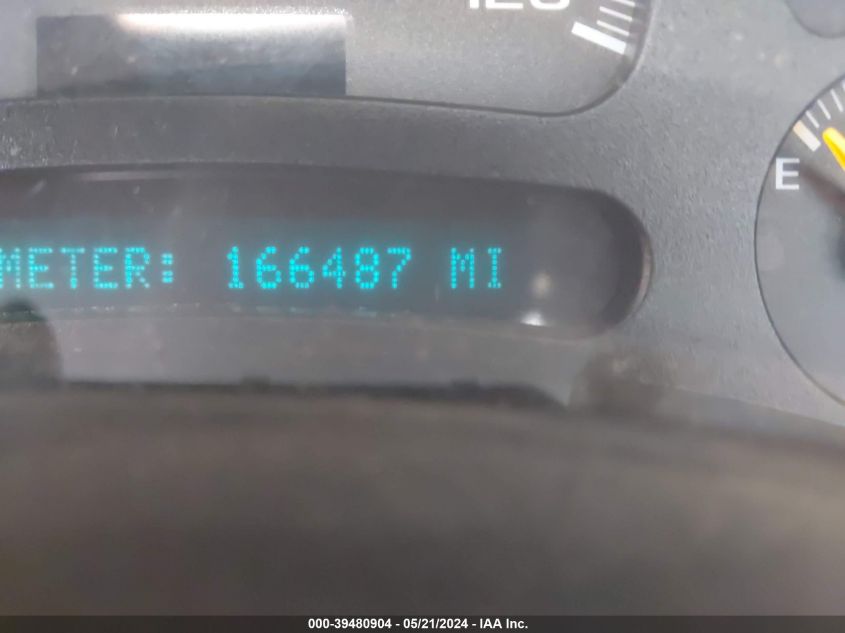 E
METER: 166487 MI
000-39480904 - 05/21/2024 - IAA Inc.